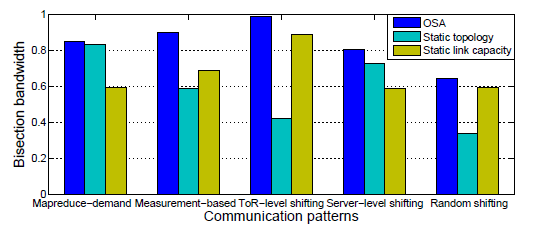 Bisection bandwidth
1
0.8
0.6
0.4
0.2
0
OSA
Static topology
Static link capacity
Mapreduce−demand Measurement−based ToR−level shifting Server−level shifting Random shifting
Communication patterns